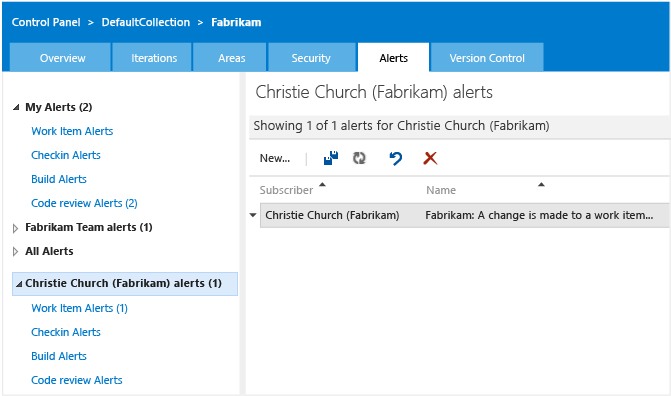 Control Panel > DefaultCollection > Fabrikam
Overview Iterations Areas Security Alerts Version Control
My Alerts (2)
Work Item Alerts
Checkin Alerts
Build Alerts
Code review Alerts (2)
Fabrikam Team alerts (1)
All Alerts
Christie Church (Fabrikam) alerts (1)
Work Item Alerts (1)
Checkin Alerts
Build Alerts
Code review Alerts
Christie Church (Fabrikam) alerts
Showing 1 of 1 alerts for Christie Church (Fabrikam)
New...
Subscriber Name
Christie Church (Fabrikam) Fabrikam: A change is made to a work item...